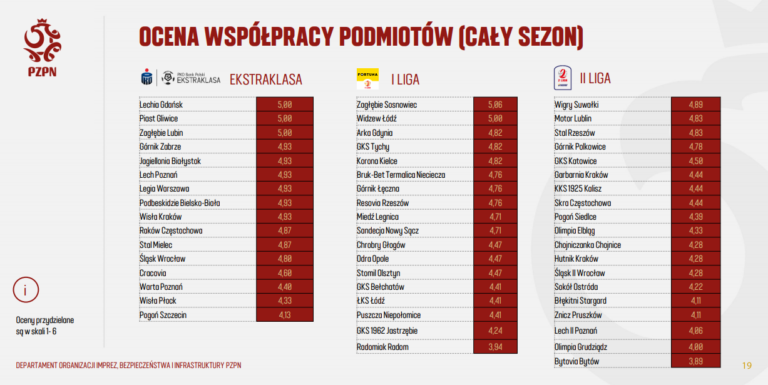 OCENA WSPÓŁPRACY PODMIOTÓW (CAŁY SEZON)
PZPN
PKO Bank Polski
EKSTRAKLASA
EKSTRAKLASA
Lechia Gdańsk 5,00
Piast Gliwice 5,00
Zagłębie Lubin 5,00
Górnik Zabrze 4,93
Jagiellonia Białystok 4,93
Lech Poznań 4,93
Legia Warszawa 4,93
Podbeskidzie Bielsko-Biała 4,93
Wisła Kraków 4,93
Raków Częstochowa 4,87
Stal Mielec 4,87
Śląsk Wrocław 4,80
Cracovia 4,60
Warta Poznań 4,40
Wisła Płock 4,33
Pogoń Szczecin 4,13
FORTUNA
I LIGA
Zagłębie Sosnowiec 5,06
Widzew Łódź 5,00
Arka Gdynia 4,82
GKS Tychy 4,82
Korona Kielce 4,82
Bruk-Bet Termalica Nieciecza 4,76
Górnik Łęczna 4,76
Resovia Rzeszów 4,76
Miedź Legnica 4,71
Sandecja Nowy Sącz 4,71
Chrobry Głogów 4,47
Odra Opole 4,47
Stomil Olsztyn 4,47
GKS Bełchatów 4,41
ŁKS Łódź 4,41
Puszcza Niepołomice 4,41
GKS 1962 Jastrzębie 4,24
Radomiak Radom 3,94
II LIGA
Wigry Suwałki 4,89
Motor Lublin 4,83
Stal Rzeszów 4,83
Górnik Polkowice 4,78
GKS Katowice 4,50
Garbarnia Kraków 4,44
KKS 1925 Kalisz 4,44
Skra Częstochowa 4,44
Pogoń Siedlce 4,39
Olimpia Elbląg 4,33
Chojniczanka Chojnice 4,28
Hutnik Kraków 4,28
Śląsk II Wrocław 4,28
Sokół Ostróda 4,22
Błękitni Stargard 4,11
Znicz Pruszków 4,11
Lech II Poznań 4,06
Olimpia Grudziądz 4,00
Bytovia Bytów 3,89
i
Oceny przydzielone
są w skali 1- 6
DEPARTAMENT ORGANIZACJI IMPREZ, BEZPIECZEŃSTWA I INFRASTRUKTURY PZPN
19